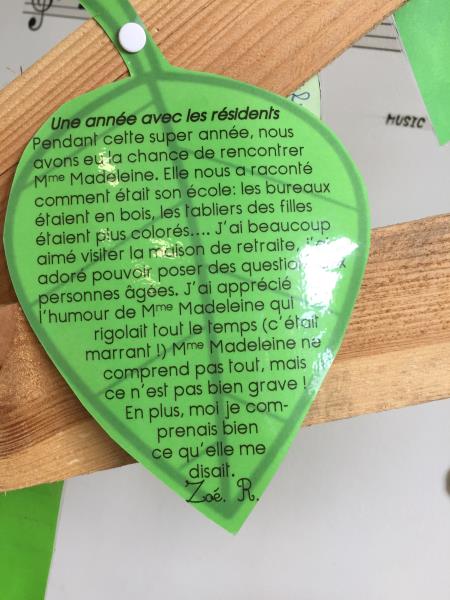 MUSIC
Une année avec les résidents
Pendant cette super année, nous
avons eu la chance de rencontrer
Mme Madeleine. Elle nous a raconté
comment était son école: les bureaux
étaient en bois, les tabliers des filles
étaient plus colorés.... J'ai beaucoup
aimé visiter la maison de retraite, j'ai
adoré pouvoir poser des questions aux
personnes âgées. J'ai apprécié
l'humour de Mme Madeleine qui
rigolait tout le temps (c'était
marrant !) Mme Madeleine ne
comprend pas tout, mais
ce n'est pas bien grave !
En plus, moi je com-
prenais bien
ce qu'elle me
disait.
Zoé. R.